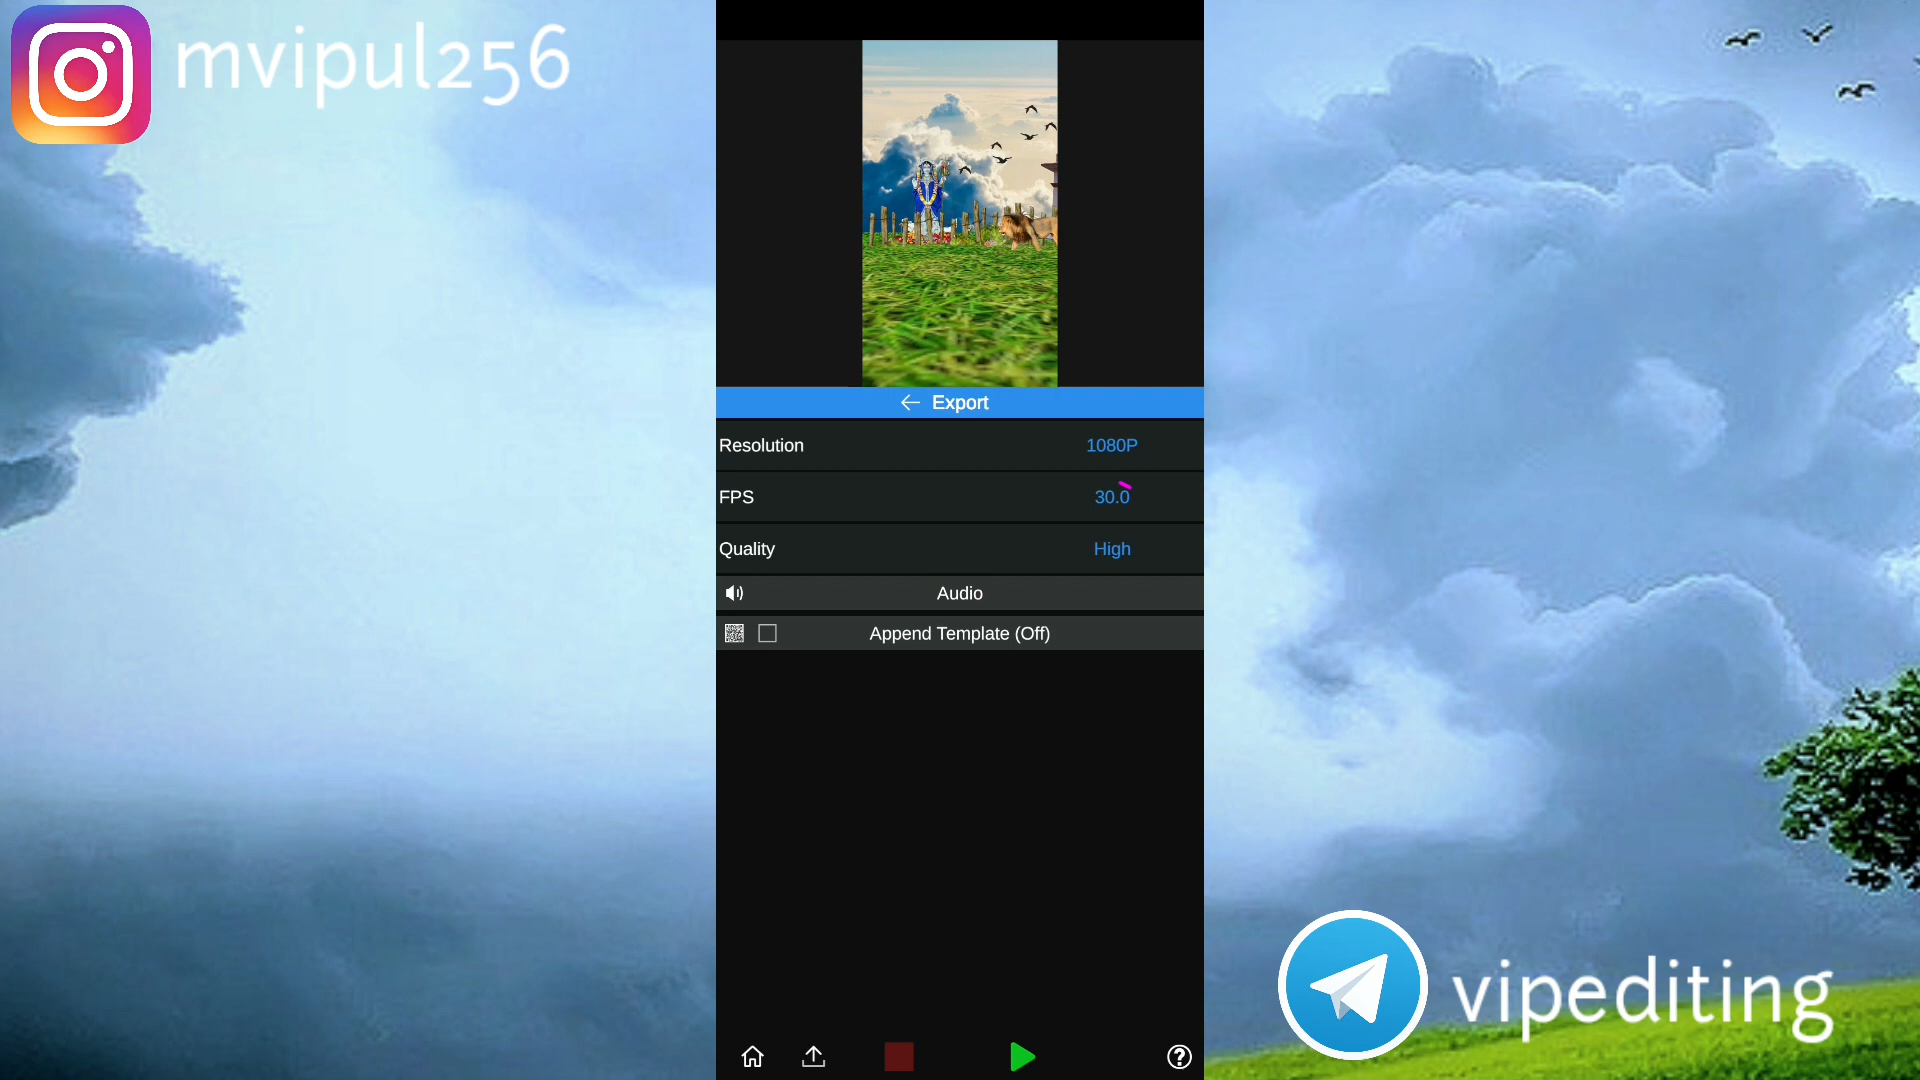 mvipul256
Export
Resolution 1080P
FPS 30.0
Quality High
Audio
Append Template (Off)
vipediting